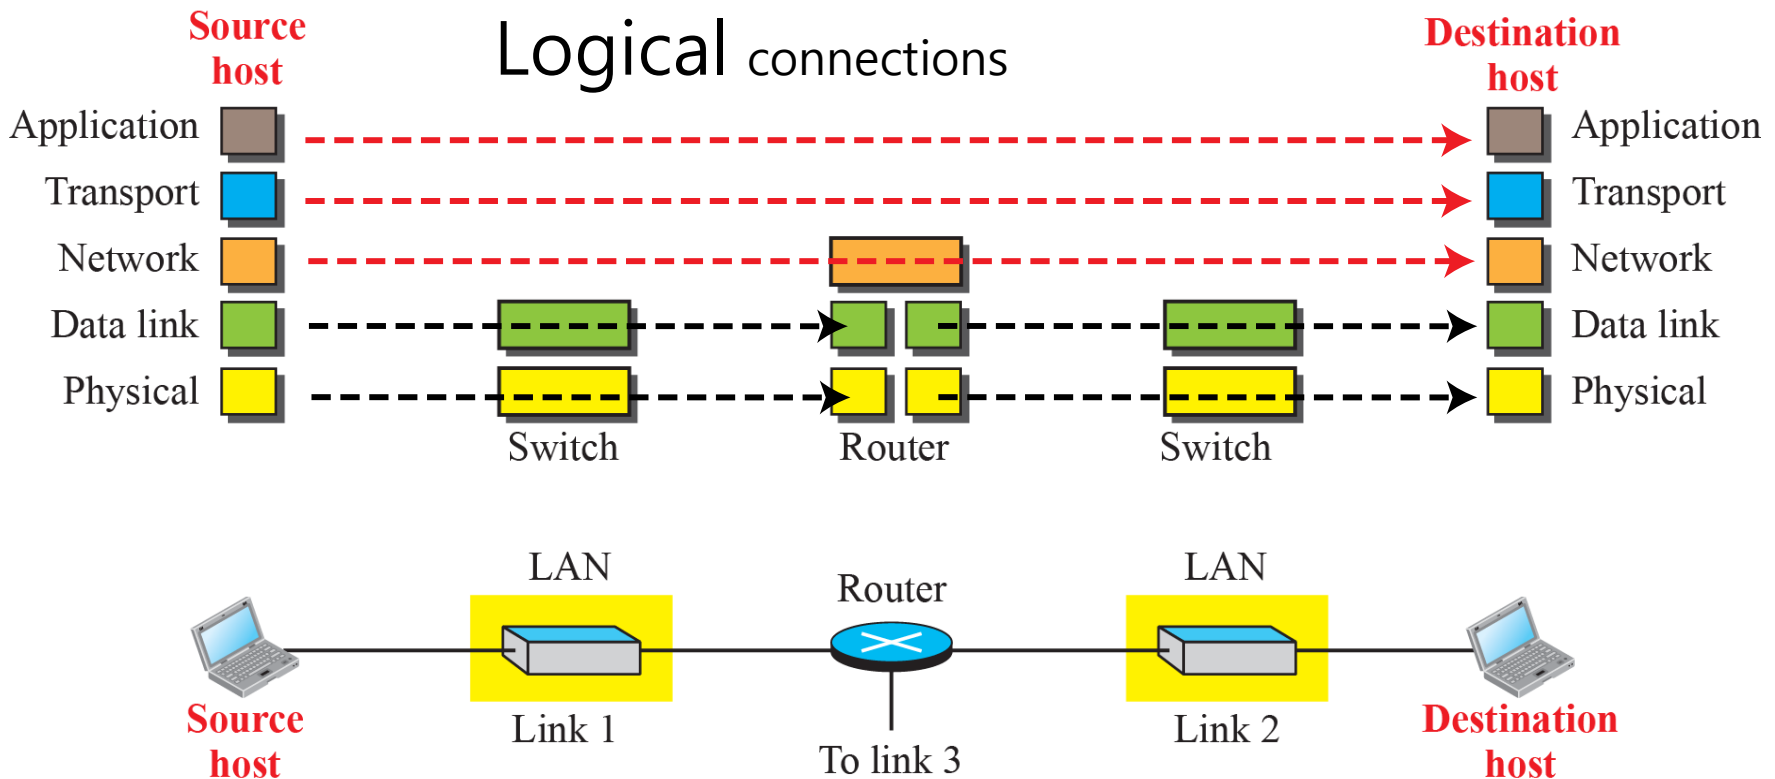 Source
host
Logical connections
Destination
host
Application
Application
Transport
Transport
Network
Network
Data link
Data link
Physical
Physical
Switch
Router
Switch
LAN
Router
LAN
Source
host
Link 1
To link 3
Link 2
Destination
host